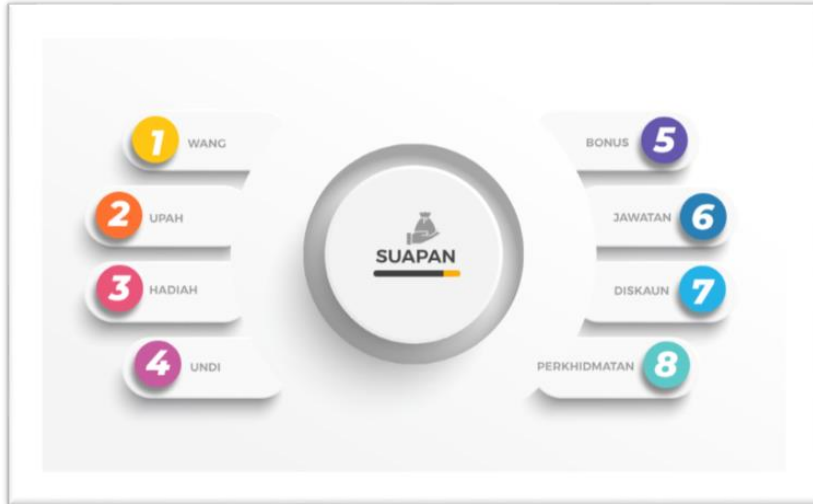 1 WANG
2 UPAH
3 HADIAH
4 UNDI
SUAPAN
BONUS 5
JAWATAN 6
DISKAUN 7
PERKHIDMATAN 8